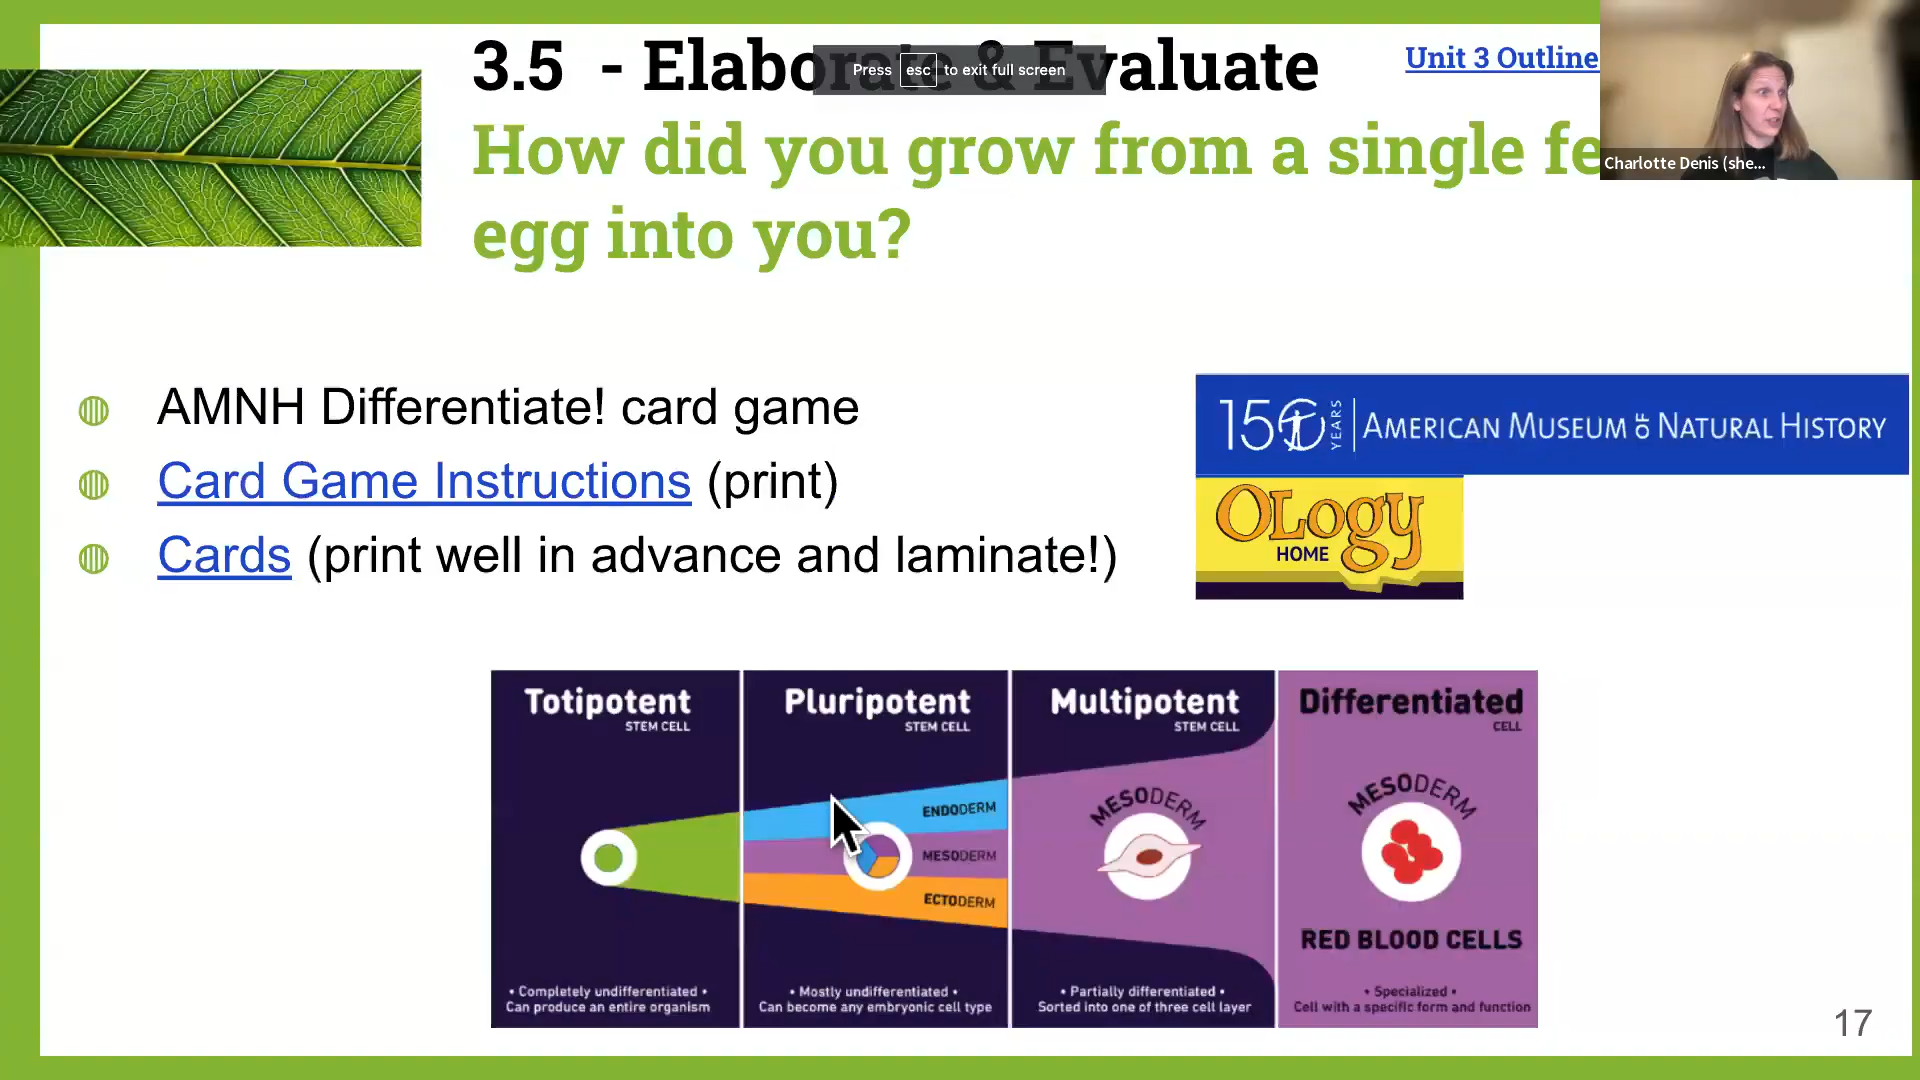 3.5 - Elaborate & Evaluate
Press esc to exit full screen
Unit 3 Outline
How did you grow from a single fe
egg into you?
Charlotte Denis (she...
AMNH Differentiate! card game
Card Game Instructions (print)
Cards (print well in advance and laminate!)
150 YEARS AMERICAN MUSEUM OF NATURAL HISTORY
OLogy
HOME
Totipotent
STEM CELL
• Completely undifferentiated •
Can produce an entire organism
Pluripotent
STEM CELL
ENDODERM
MESODERM
ECTODERM
• Mostly undifferentiated •
Can become any embryonic cell type
Multipotent
STEM CELL
MESODERM
• Partially differentiated •
Sorted into one of three cell layer
Differentiated
CELL
MESODERM
RED BLOOD CELLS
• Specialized •
Cell with a specific form and function
17